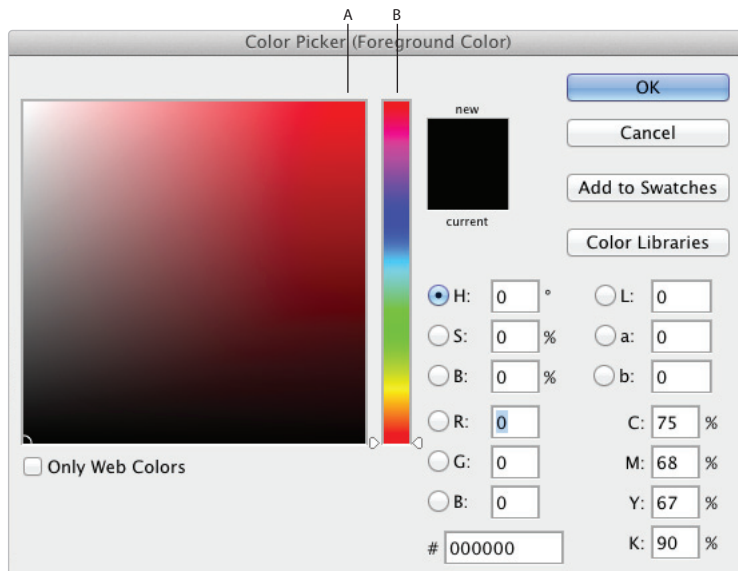 A B
Color Picker (Foreground Color)
OK
new
Cancel
Add to Swatches
current
Color Libraries
H: 0 ° L: 0
S: 0 % a: 0
B: 0 % b: 0
R: 0 C: 75 %
Only Web Colors G: 0 M: 68 %
B: 0 Y: 67 %
# 000000 K: 90 %